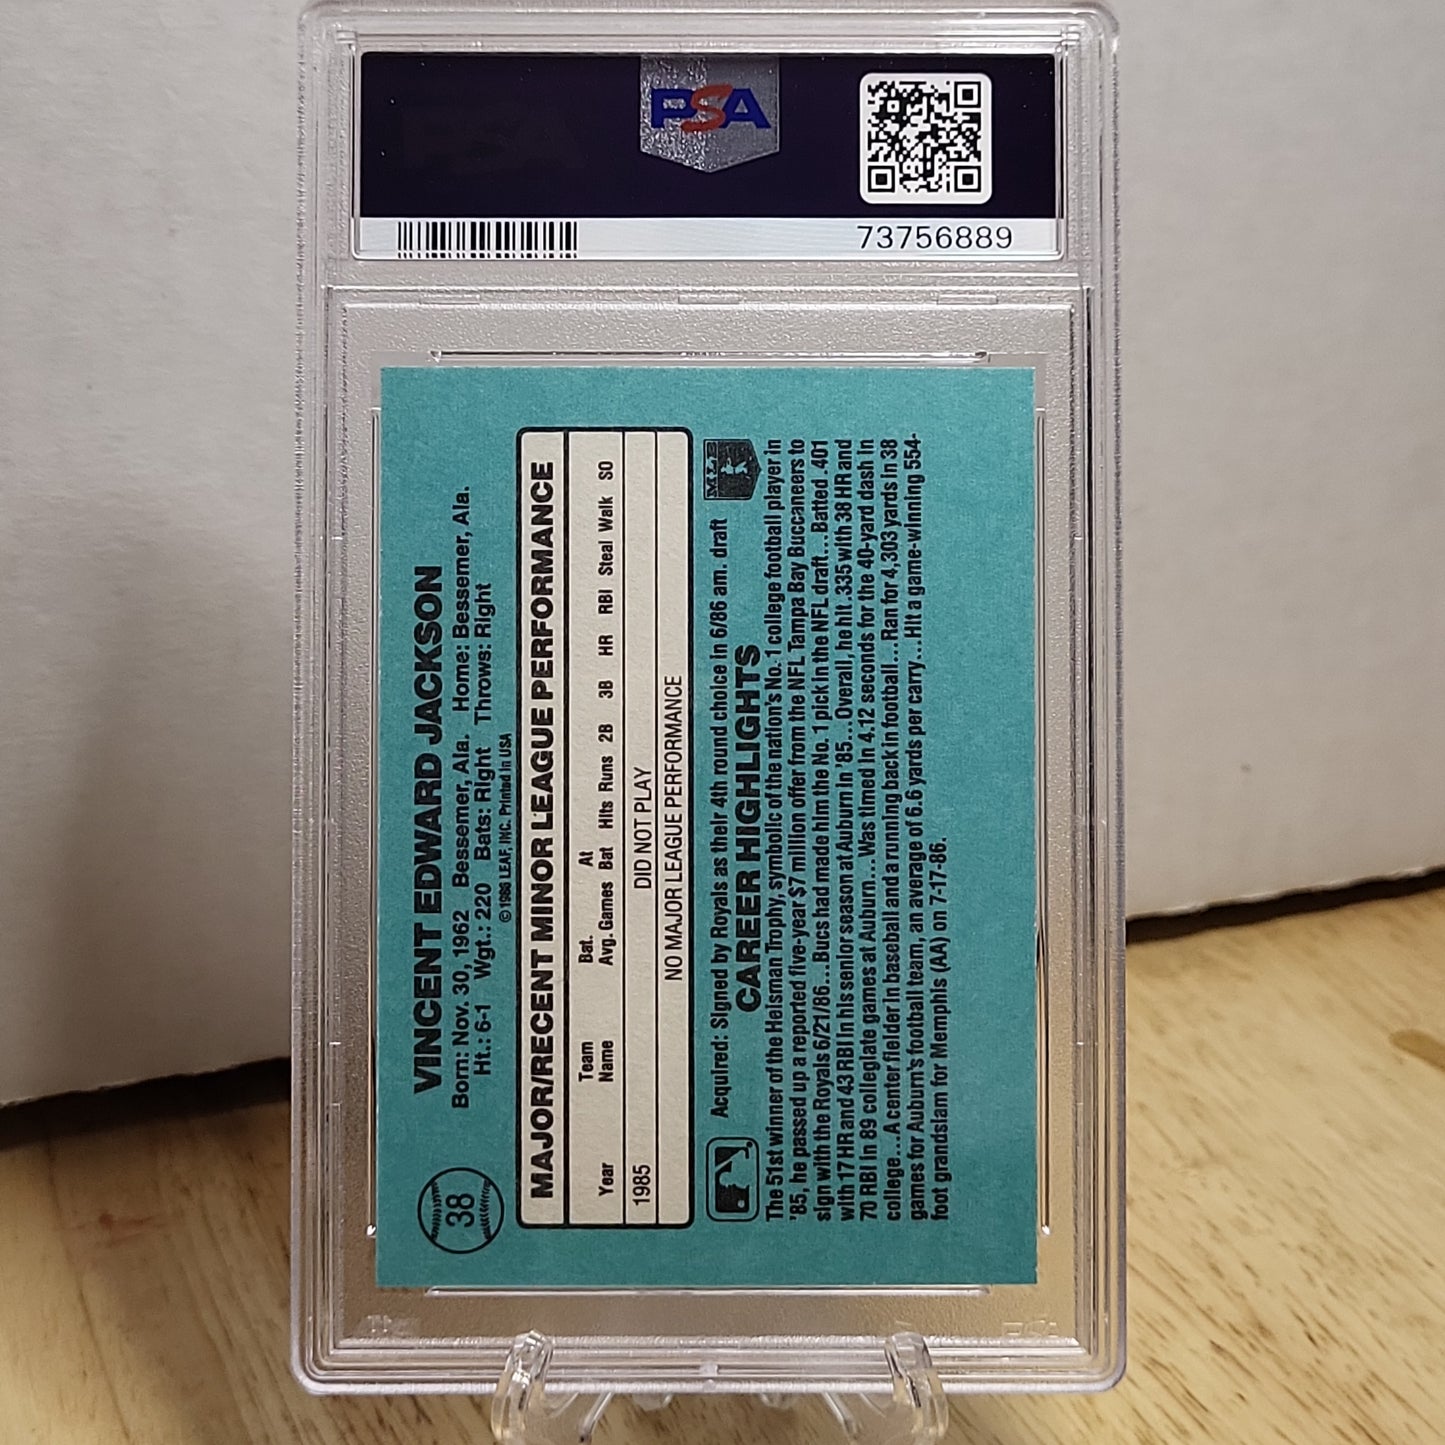 PSA
73756889
38
VINCENT EDWARD JACKSON
Born: Nov. 30, 1962 Bessemer, Ala. Home: Bessemer, Ala.
Ht.: 6-1 Wgt.: 220 Bats: Right Throws: Right
© 1986 LEAF, INC. Printed in USA
MAJOR/RECENT MINOR LEAGUE PERFORMANCE
Team Bat. At
Year Name Avg. Games Bat Hits Runs 2B 3B HR RBI Steal Walk SO
1985 DID NOT PLAY
NO MAJOR LEAGUE PERFORMANCE
Acquired: Signed by Royals as their 4th round choice in 6/86 am. draft
MLB
CAREER HIGHLIGHTS
The 51st winner of the Heisman Trophy, symbolic of the nation's No. 1 college football player in
'85, he passed up a reported five-year $7 million offer from the NFL Tampa Bay Buccaneers to
sign with the Royals 6/21/86...Bucs had made him the No. 1 pick in the NFL draft...Batted .401
with 17 HR and 43 RBI in his senior season at Auburn in '85...Overall, he hit .335 with 38 HR and
70 RBI in 89 collegiate games at Auburn...Was timed in 4.12 seconds for the 40-yard dash in
college...A center fielder in baseball and a running back in football...Ran for 4,303 yards in 38
games for Auburn's football team, an average of 6.6 yards per carry...Hit a game-winning 554-
foot grandslam for Memphis (AA) on 7-17-86.